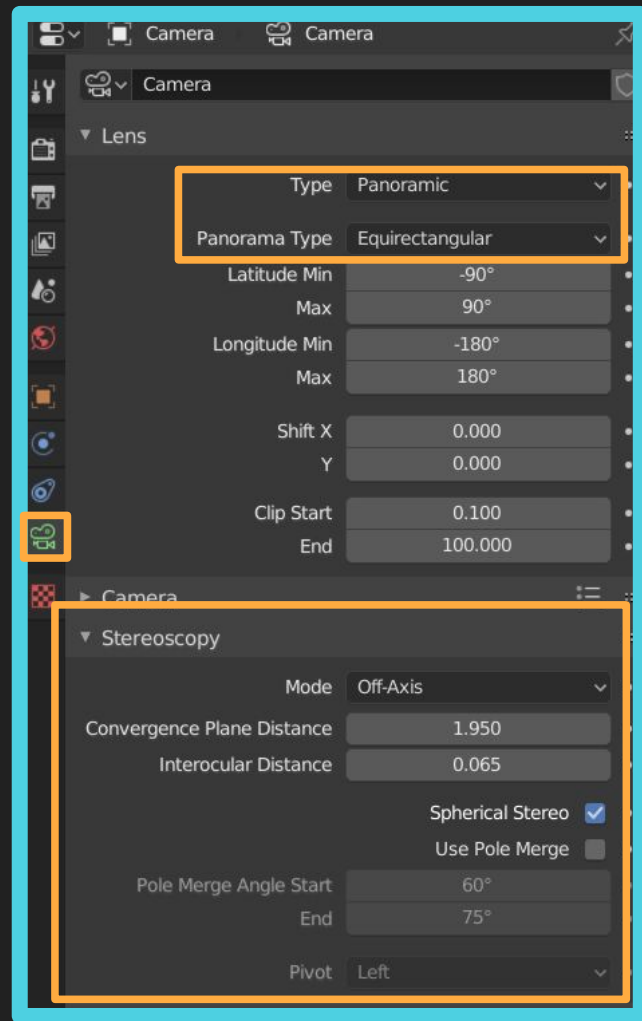 Camera Camera
Camera
Lens
Type Panoramic
Panorama Type Equirectangular
Latitude Min -90°
Max 90°
Longitude Min -180°
Max 180°
Shift X 0.000
Y 0.000
Clip Start 0.100
End 100.000
Camera
Stereoscopy
Mode Off-Axis
Convergence Plane Distance 1.950
Interocular Distance 0.065
Spherical Stereo
Use Pole Merge
Pole Merge Angle Start 60°
End 75°
Pivot Left